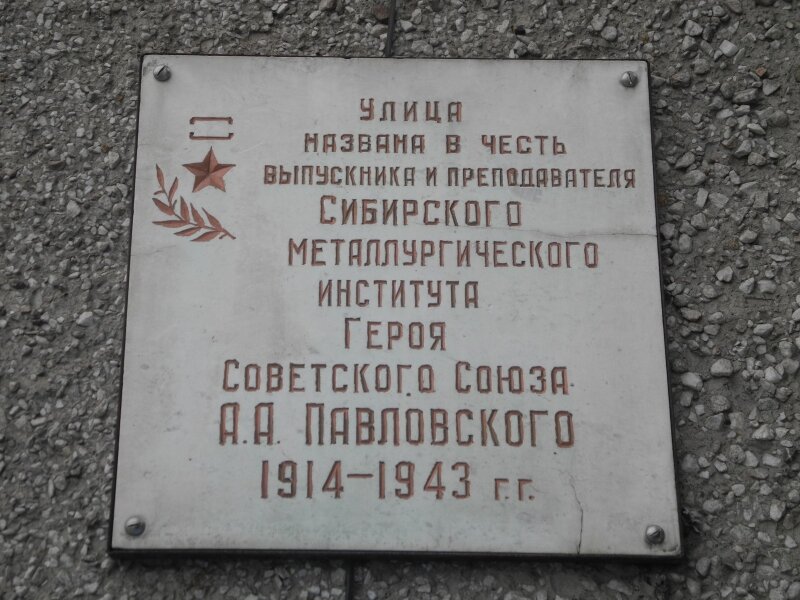 Улица
названа в честь
выпускника и преподавателя
Сибирского
металлургического
института
Героя
Советского Союза
А.А. Павловского
1914-1943 г.г.